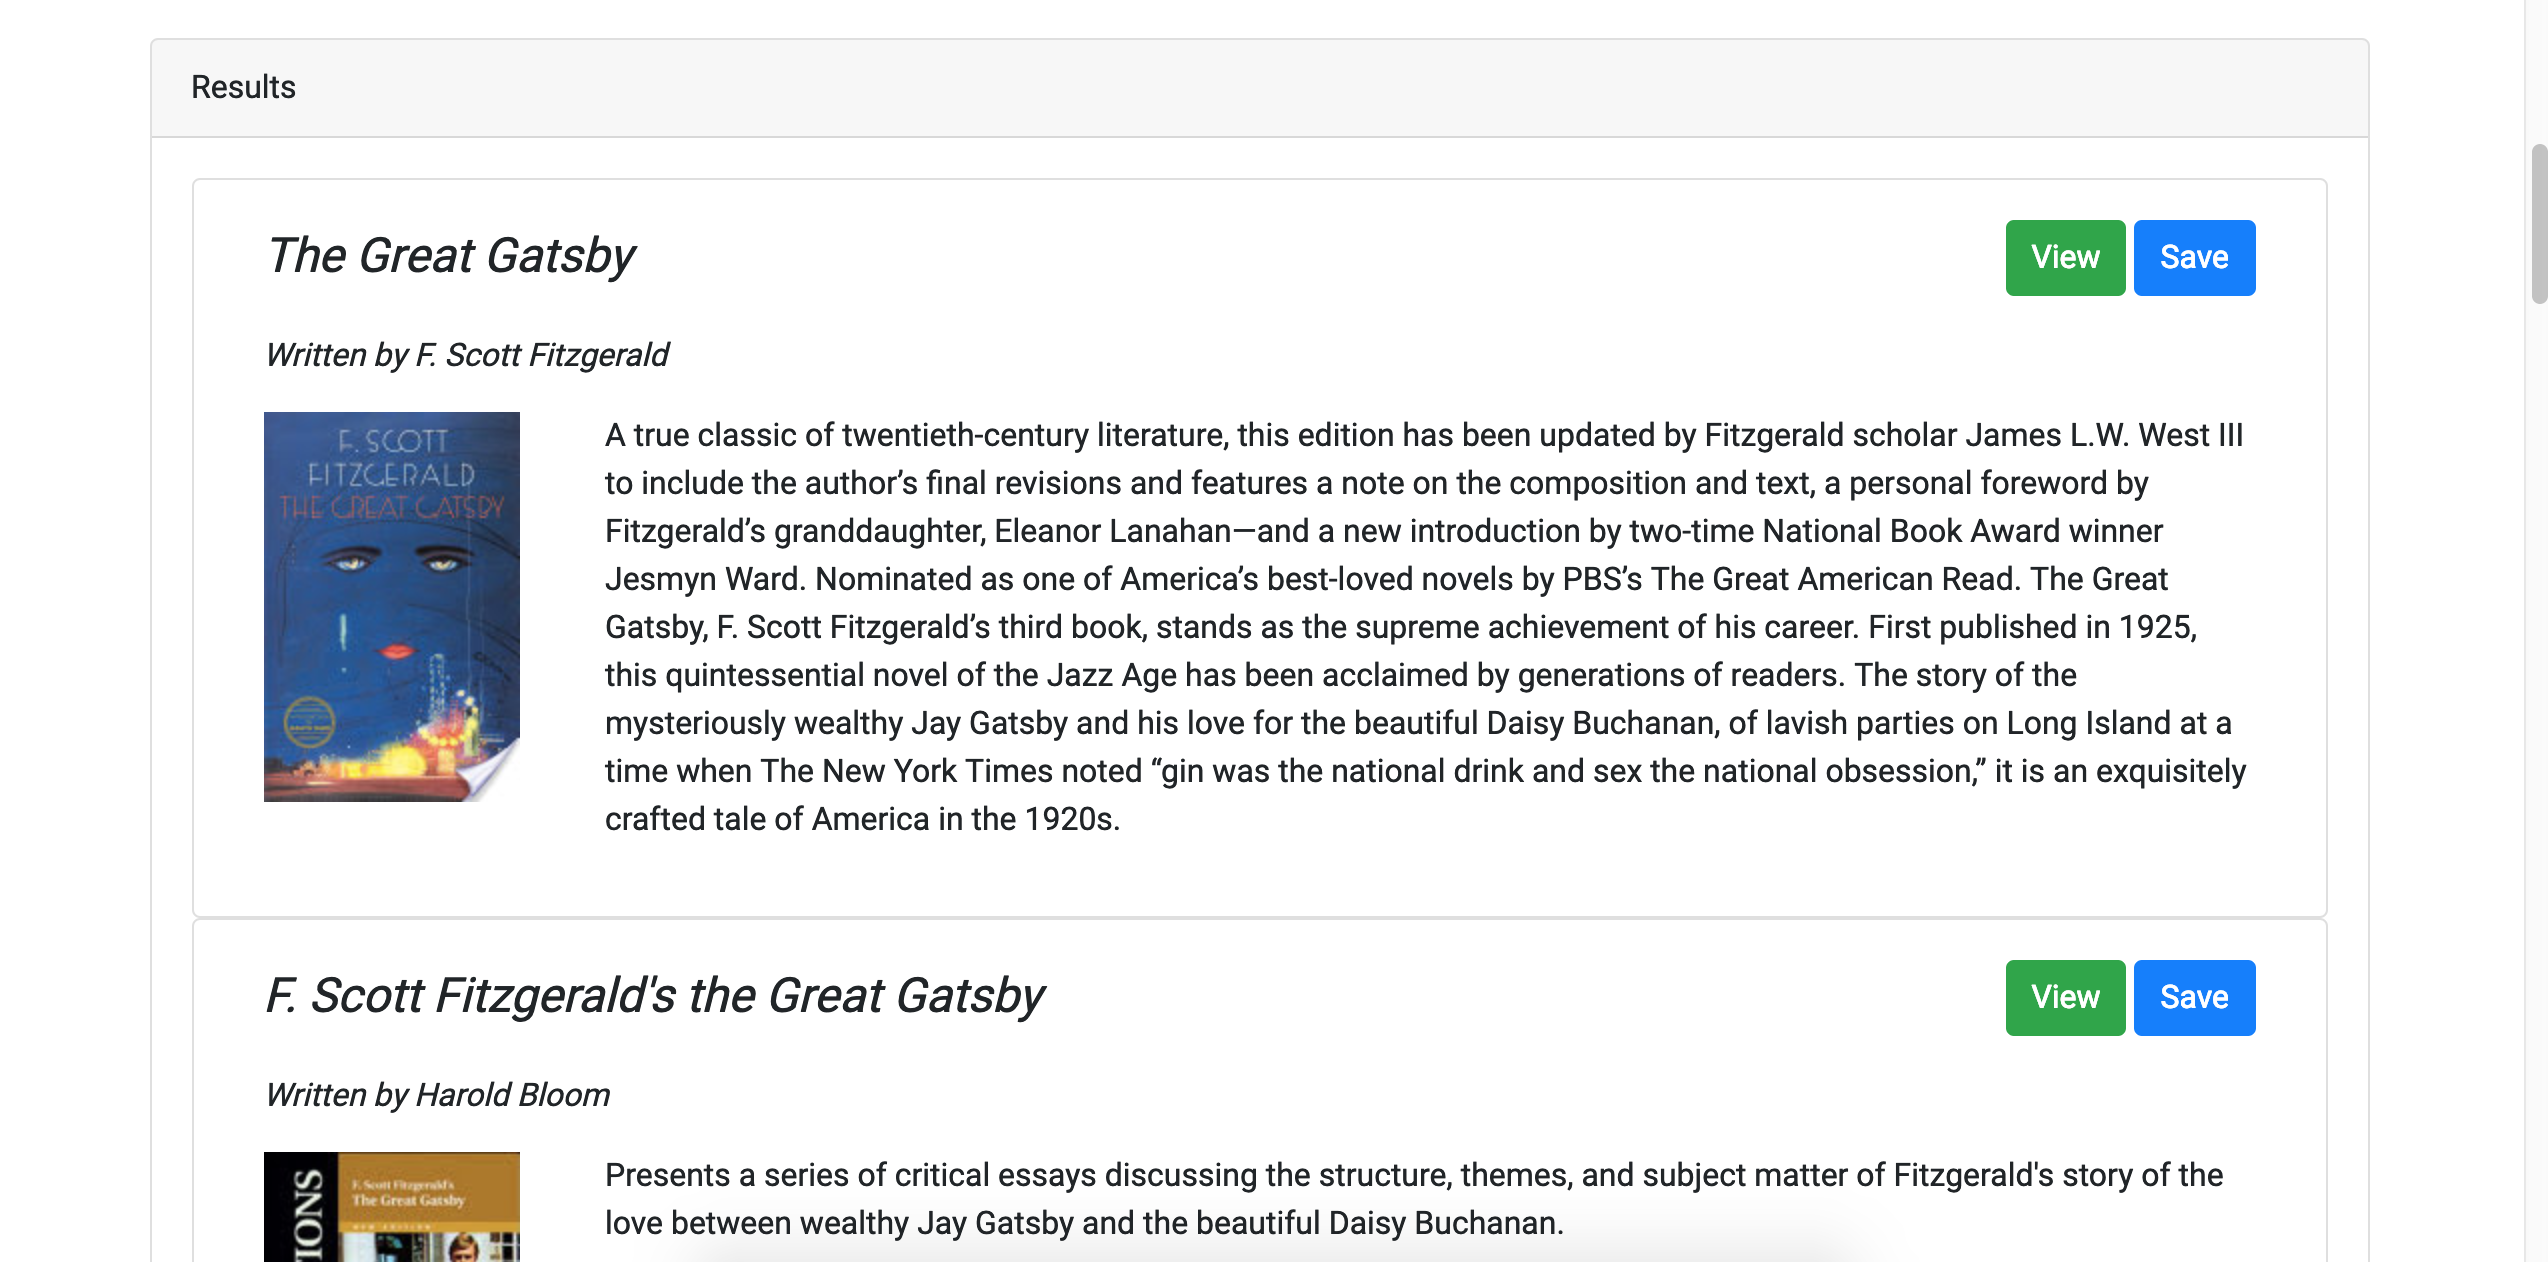 Results
The Great Gatsby
View
Save
Written by F. Scott Fitzgerald
F. SCOTT
FITZGERALD
THE GREAT GATSBY
A true classic of twentieth-century literature, this edition has been updated by Fitzgerald scholar James L.W. West III
to include the author’s final revisions and features a note on the composition and text, a personal foreword by
Fitzgerald’s granddaughter, Eleanor Lanahan—and a new introduction by two-time National Book Award winner
Jesmyn Ward. Nominated as one of America’s best-loved novels by PBS’s The Great American Read. The Great
Gatsby, F. Scott Fitzgerald’s third book, stands as the supreme achievement of his career. First published in 1925,
this quintessential novel of the Jazz Age has been acclaimed by generations of readers. The story of the
mysteriously wealthy Jay Gatsby and his love for the beautiful Daisy Buchanan, of lavish parties on Long Island at a
time when The New York Times noted “gin was the national drink and sex the national obsession,” it is an exquisitely
crafted tale of America in the 1920s.
F. Scott Fitzgerald's the Great Gatsby
View
Save
Written by Harold Bloom
TIONS
F. Scott Fitzgerald's
The Great Gatsby
NEW EDITION
Presents a series of critical essays discussing the structure, themes, and subject matter of Fitzgerald's story of the
love between wealthy Jay Gatsby and the beautiful Daisy Buchanan.